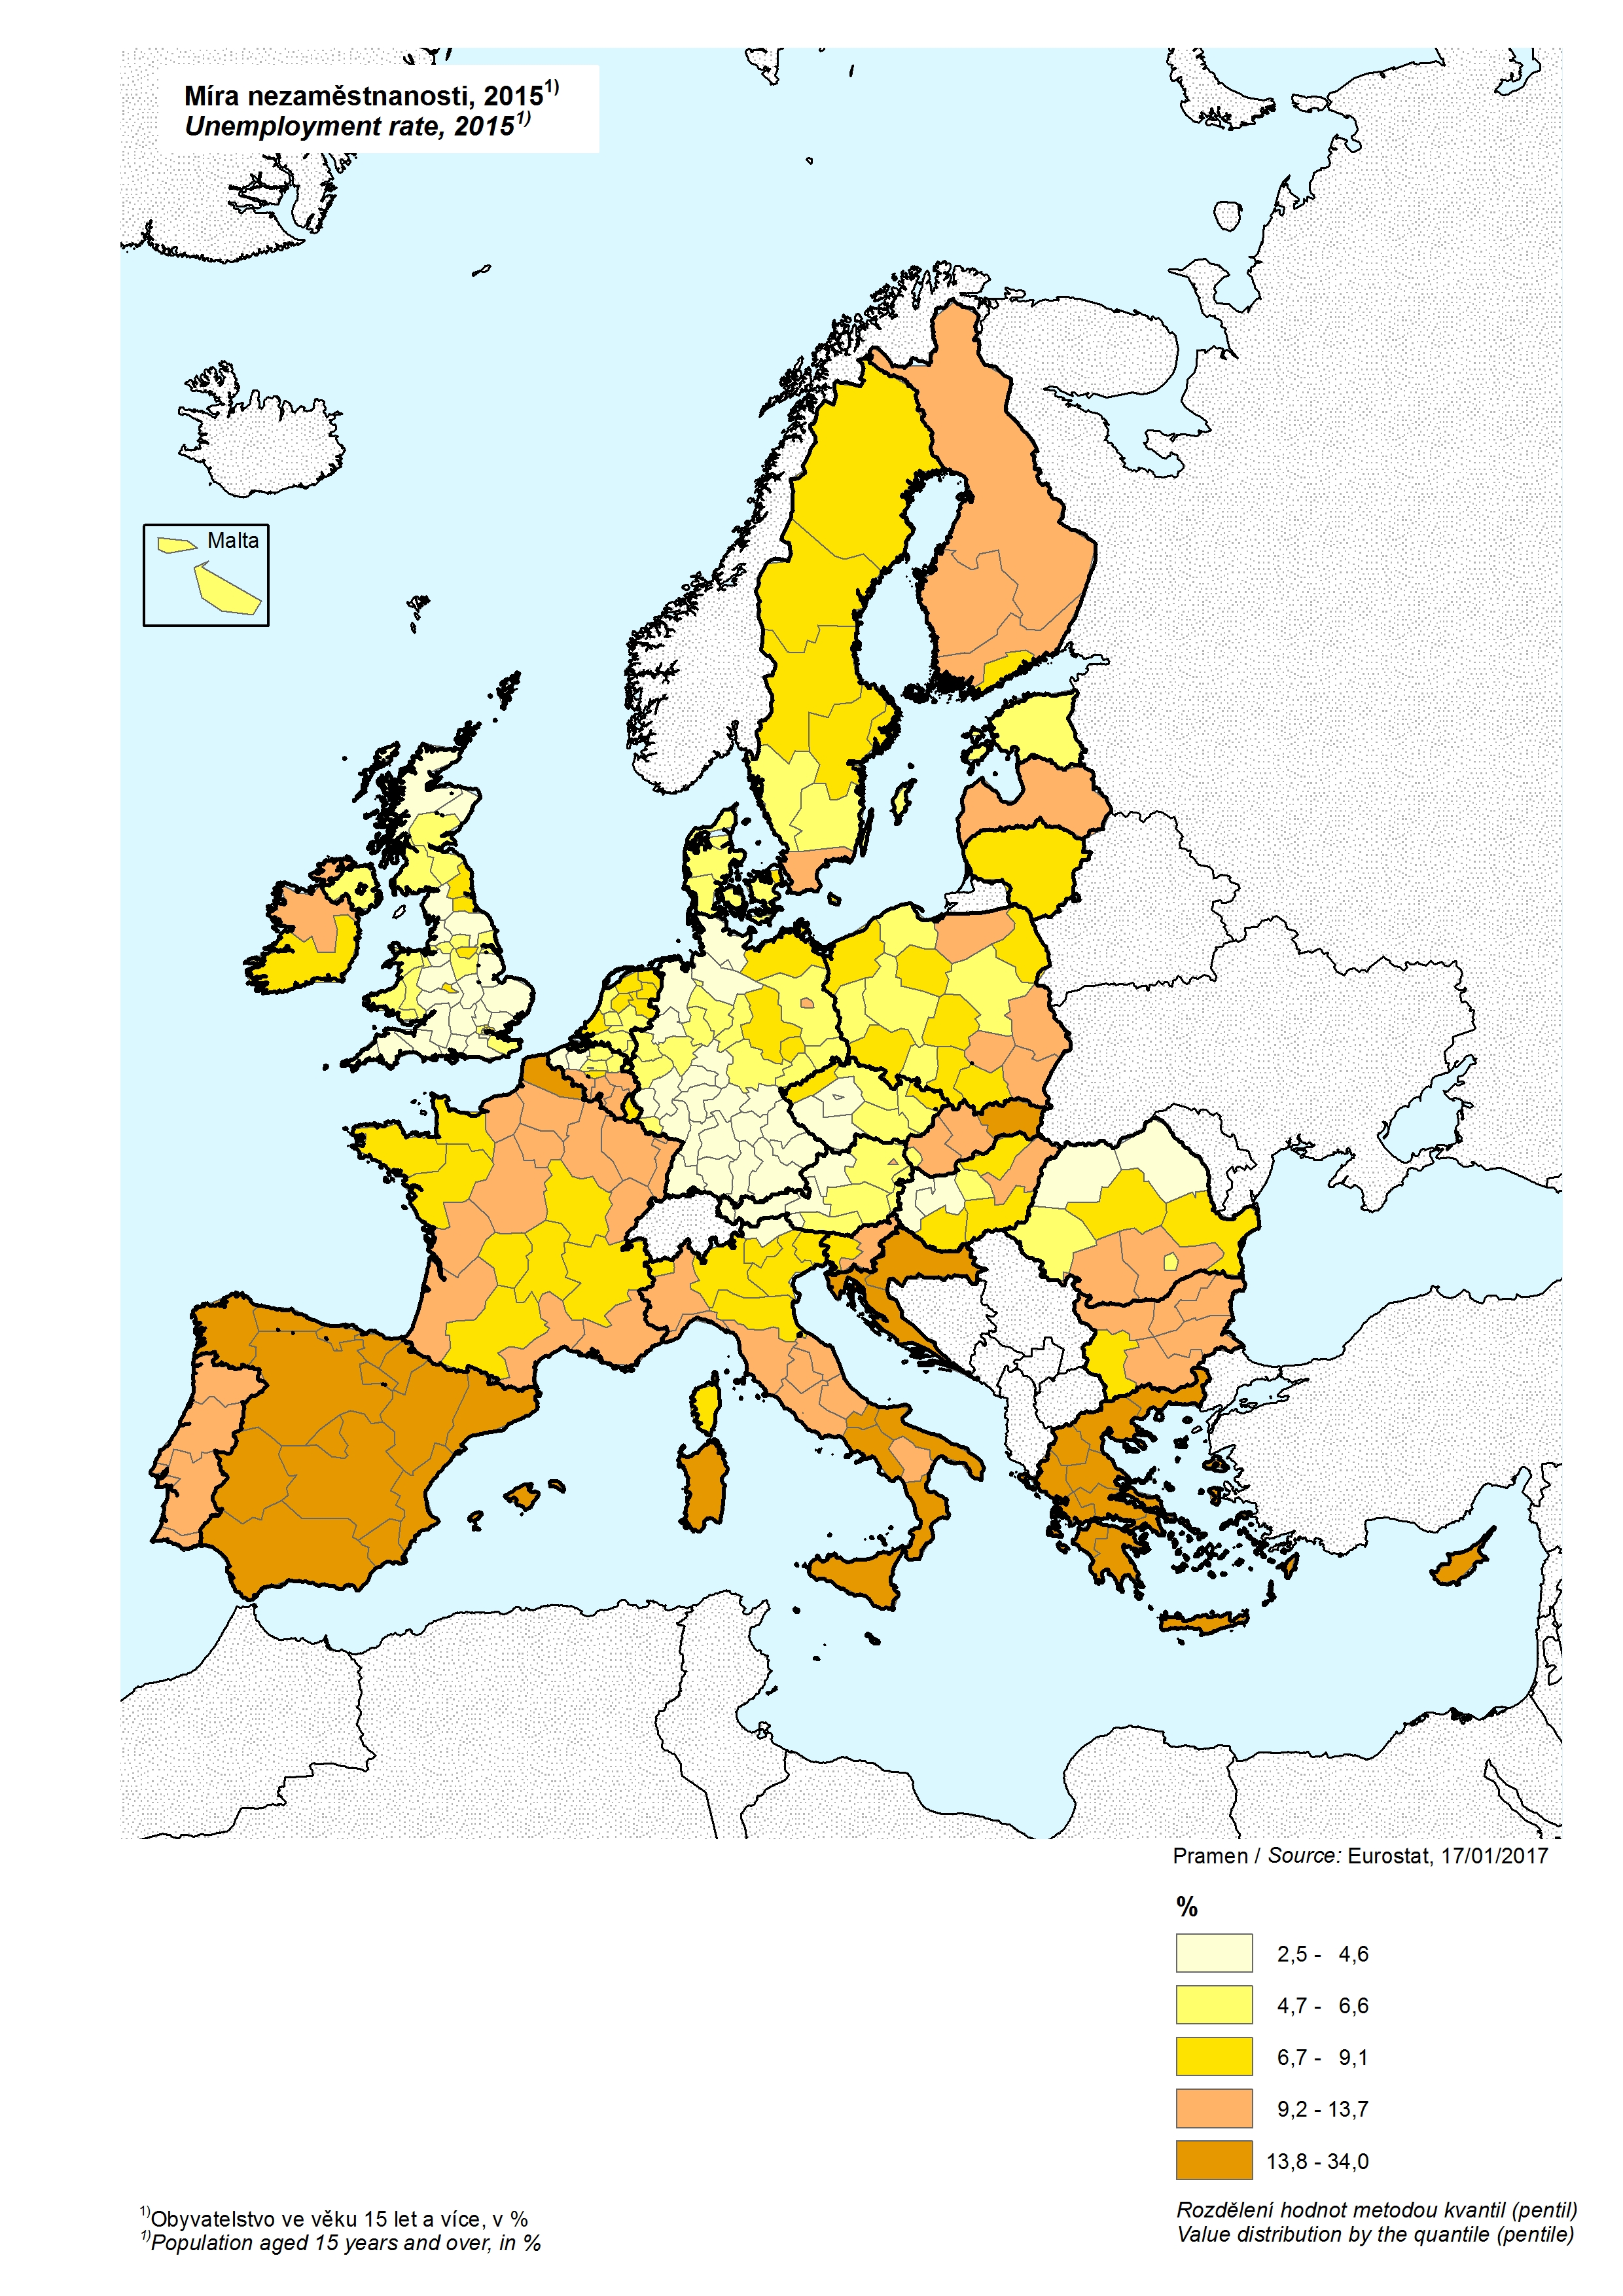 Míra nezaměstnanosti, 2015¹⁾
Unemployment rate, 2015¹⁾
Malta
Pramen / Source: Eurostat, 17/01/2017
%
2,5 - 4,6
4,7 - 6,6
6,7 - 9,1
9,2 - 13,7
13,8 - 34,0
Rozdělení hodnot metodou kvantil (pentil)
Value distribution by the quantile (pentile)
¹⁾Obyvatelstvo ve věku 15 let a více, v %
¹⁾Population aged 15 years and over, in %